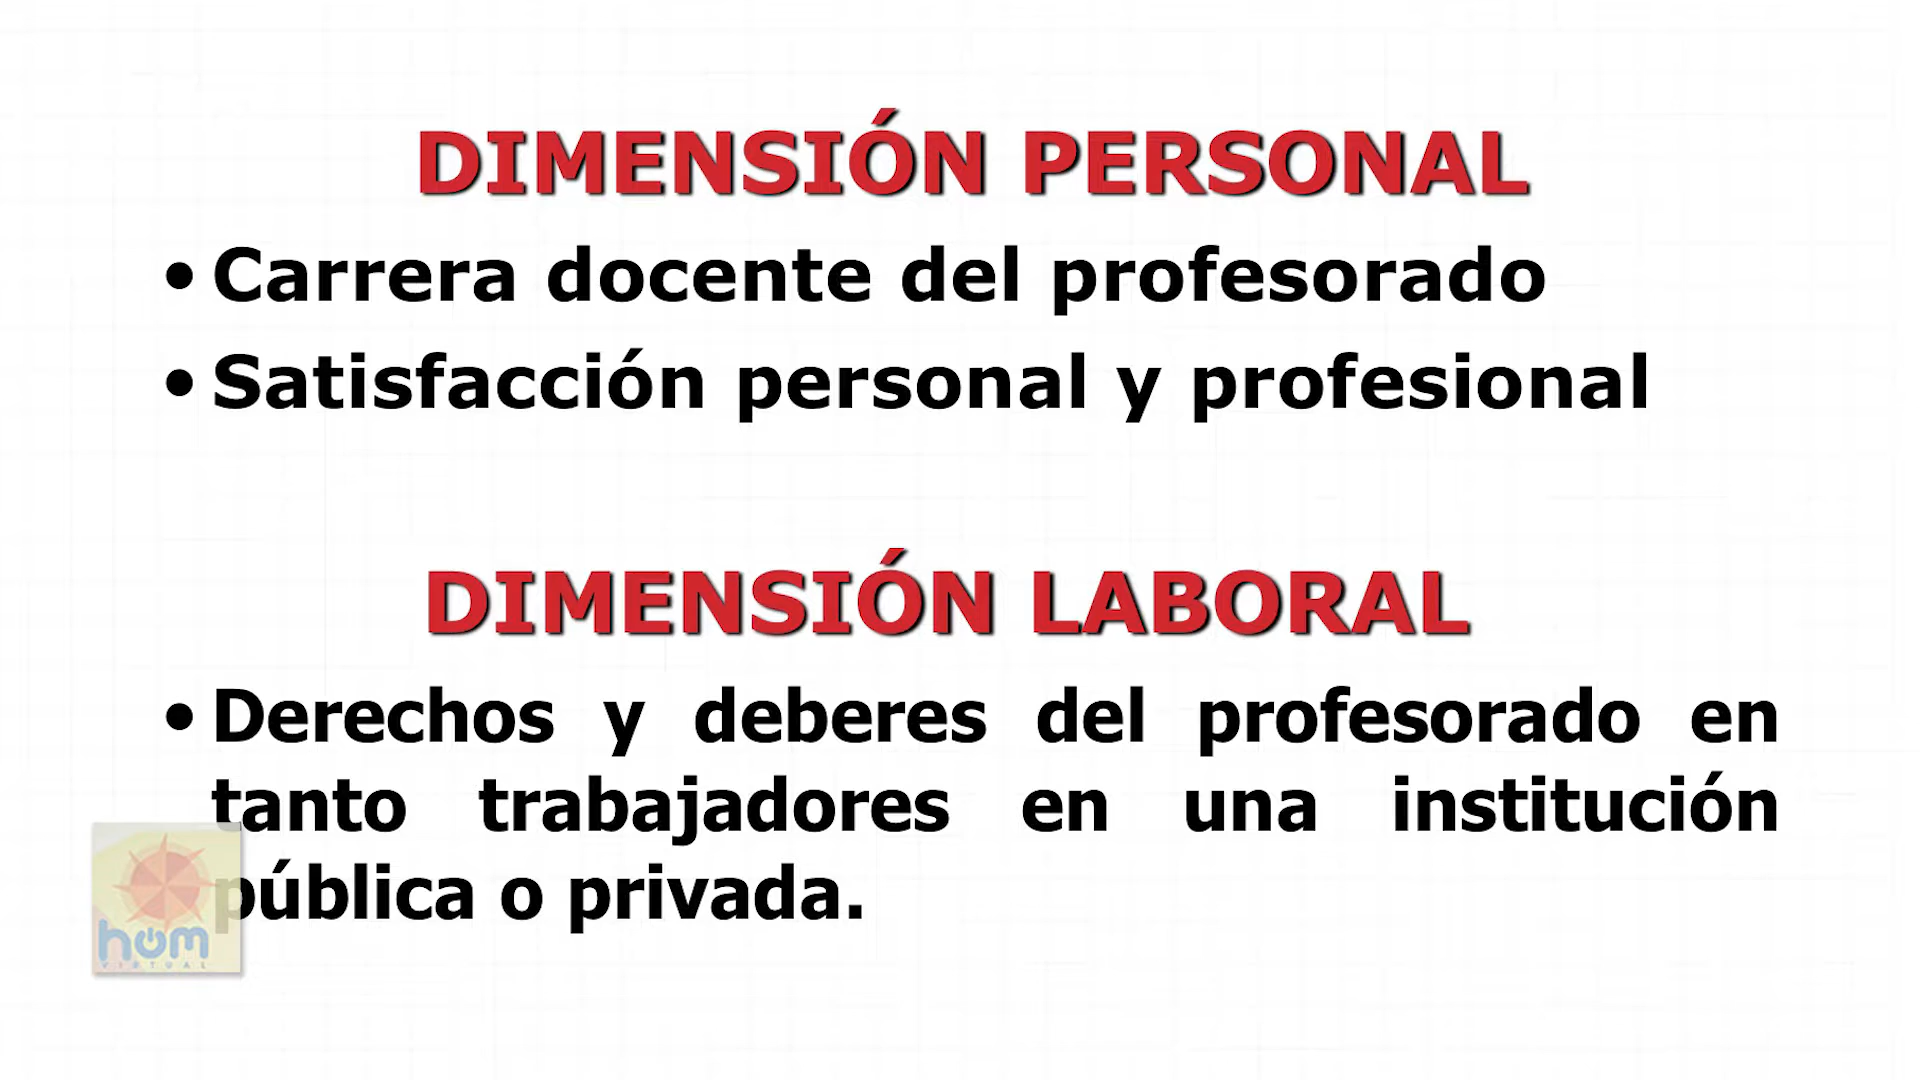 DIMENSIÓN PERSONAL
• Carrera docente del profesorado
• Satisfacción personal y profesional
DIMENSIÓN LABORAL
• Derechos y deberes del profesorado en
tanto trabajadores en una institución
pública o privada.
hom
VIRTUAL